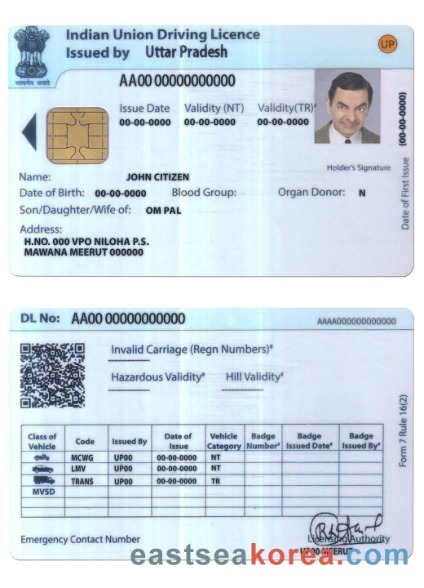 Indian Union Driving Licence
Issued by Uttar Pradesh
UP
AA00 00000000000
Issue Date Validity (NT) Validity(TR)#
00-00-0000 00-00-0000 00-00-0000
Holder's Signature
Date of First Issue (00-00-0000)
Name: JOHN CITIZEN
Date of Birth: 00-00-0000 Blood Group: Organ Donor: N
Son/Daughter/Wife of: OM PAL
Address:
H.NO. 000 VPO NILOHA P.S.
MAWANA MEERUT 000000
DL No: AA00 00000000000
AAAA000000000000
Invalid Carriage (Regn Numbers)#
Hazardous Validity# Hill Validity#
Form 7 Rule 16(2)
Class of Vehicle Code Issued By Date of Issue Vehicle Category Badge Number# Badge Issued Date# Badge Issued By#
MCWG UP00 00-00-0000 NT
LMV UP00 00-00-0000 NT
TRANS UP00 00-00-0000 TR
MVSD
Emergency Contact Number
Licensing Authority
UP00 MEERUT
eastseakorea.com